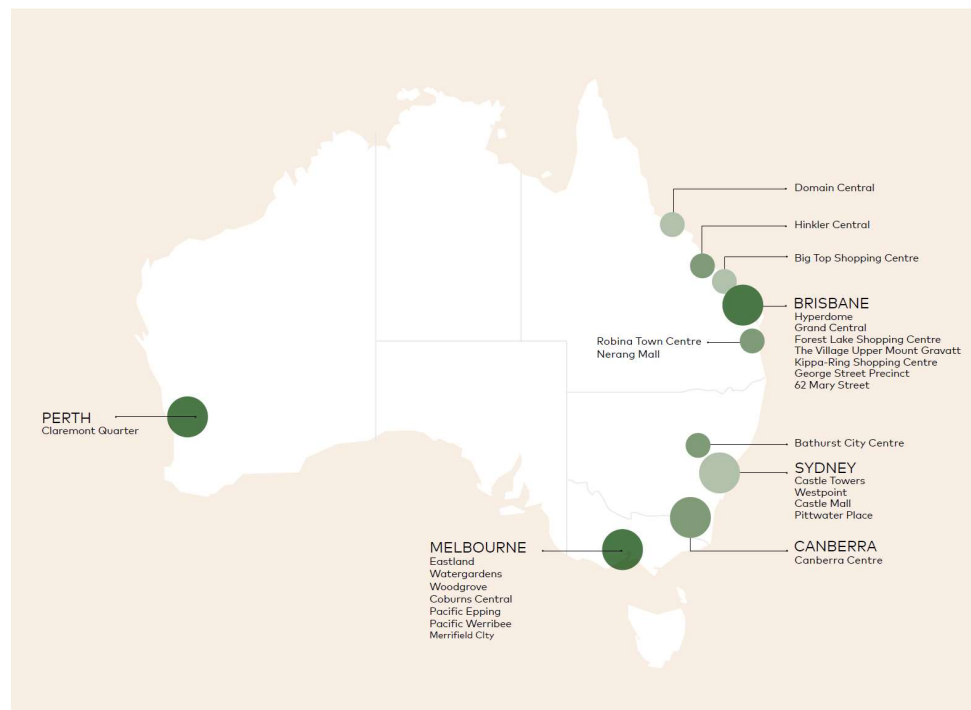 Domain Central
Hinkler Central
Big Top Shopping Centre
BRISBANE
Hyperdome
Grand Central
Forest Lake Shopping Centre
The Village Upper Mount Gravatt
Kippa-Ring Shopping Centre
George Street Precinct
62 Mary Street
Robina Town Centre
Nerang Mall
PERTH
Claremont Quarter
Bathurst City Centre
SYDNEY
Castle Towers
Westpoint
Castle Mall
Pittwater Place
CANBERRA
Canberra Centre
MELBOURNE
Eastland
Watergardens
Woodgrove
Coburns Central
Pacific Epping
Pacific Werribee
Merrifield CIty